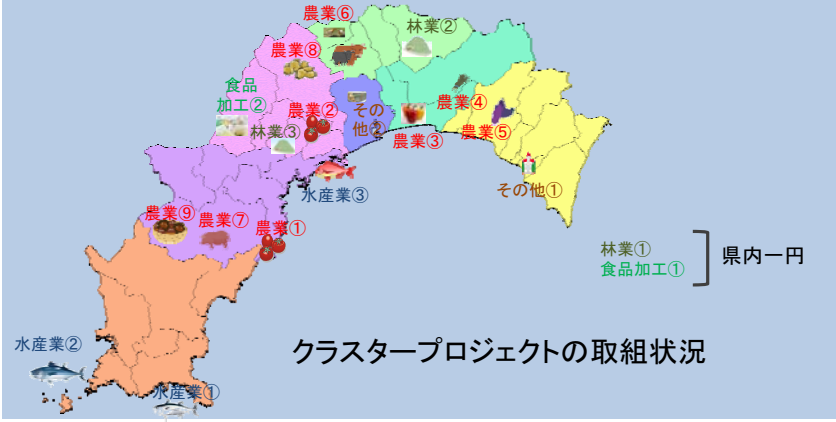 農業⑥
林業②
農業⑧
食品
加工②
農業②
その
他②
農業④
林業③
農業⑤
農業③
その他①
水産業③
農業⑨
農業⑦
農業①
林業①
食品加工①
県内一円
水産業②
クラスタープロジェクトの取組状況
水産業①